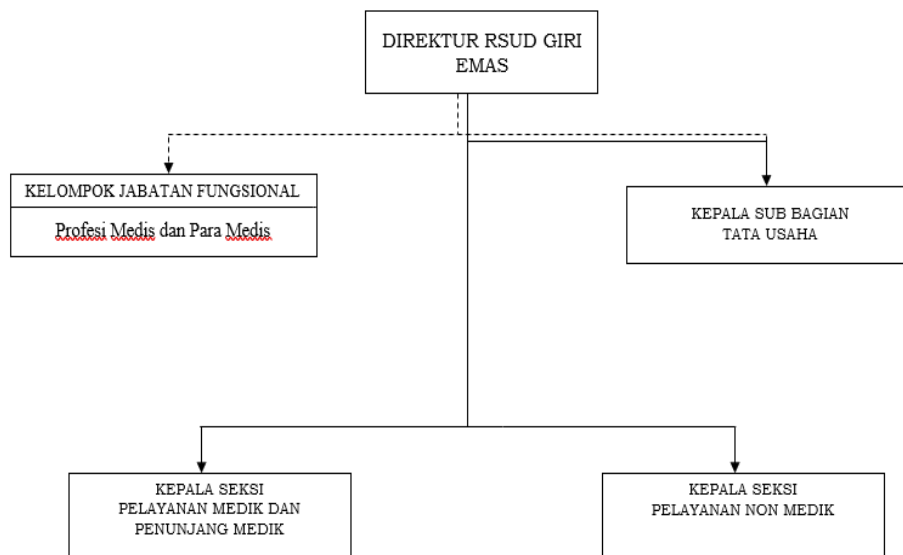 DIREKTUR RSUD GIRI
EMAS
KELOMPOK JABATAN FUNGSIONAL
Profesi Medis dan Para Medis
KEPALA SUB BAGIAN
TATA USAHA
KEPALA SEKSI
PELAYANAN MEDIK DAN
PENUNJANG MEDIK
KEPALA SEKSI
PELAYANAN NON MEDIK